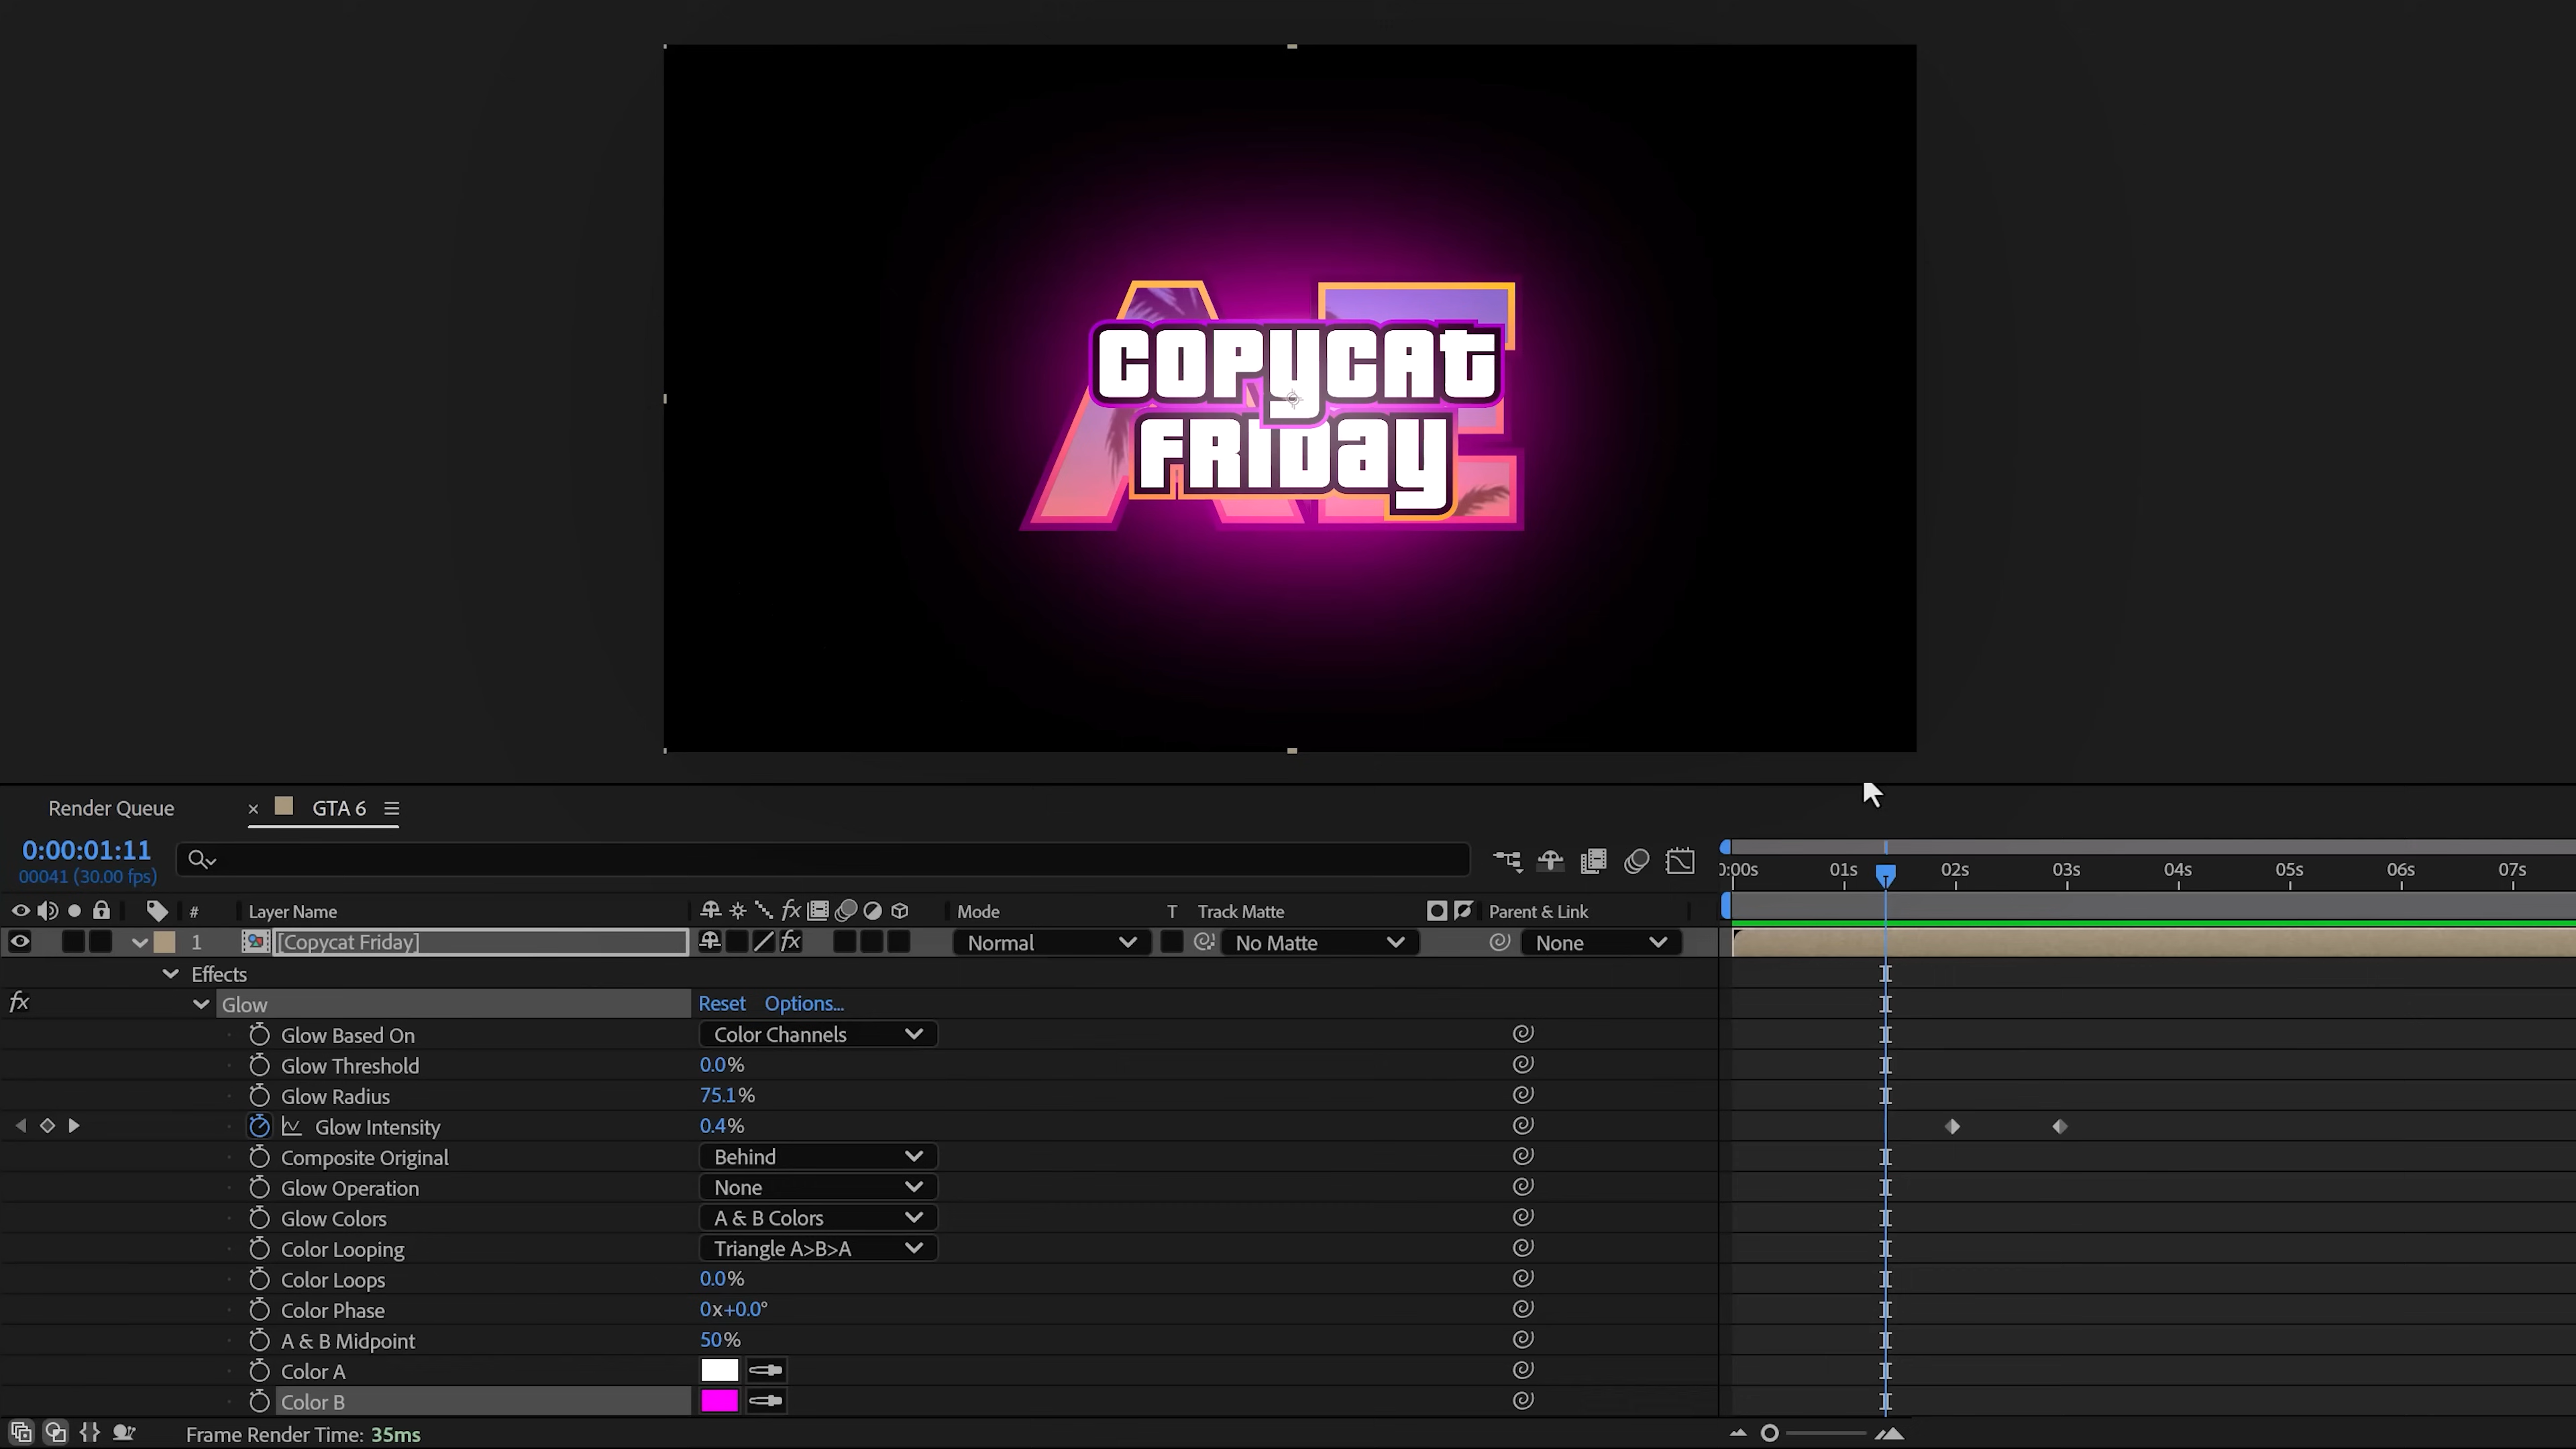 COPYCAT
FRIDAY
Render Queue
× GTA 6
0:00:01:11
00041 (30.00 fps)
0:00s 01s 02s 03s 04s 05s 06s 07s
# Layer Name fx Mode T Track Matte Parent & Link
1 [Copycat Friday] fx Normal No Matte None
Effects
fx Glow Reset Options...
Glow Based On Color Channels
Glow Threshold 0.0%
Glow Radius 75.1%
Glow Intensity 0.4%
Composite Original Behind
Glow Operation None
Glow Colors A & B Colors
Color Looping Triangle A>B>A
Color Loops 0.0%
Color Phase 0x+0.0°
A & B Midpoint 50%
Color A
Color B
Frame Render Time: 35ms